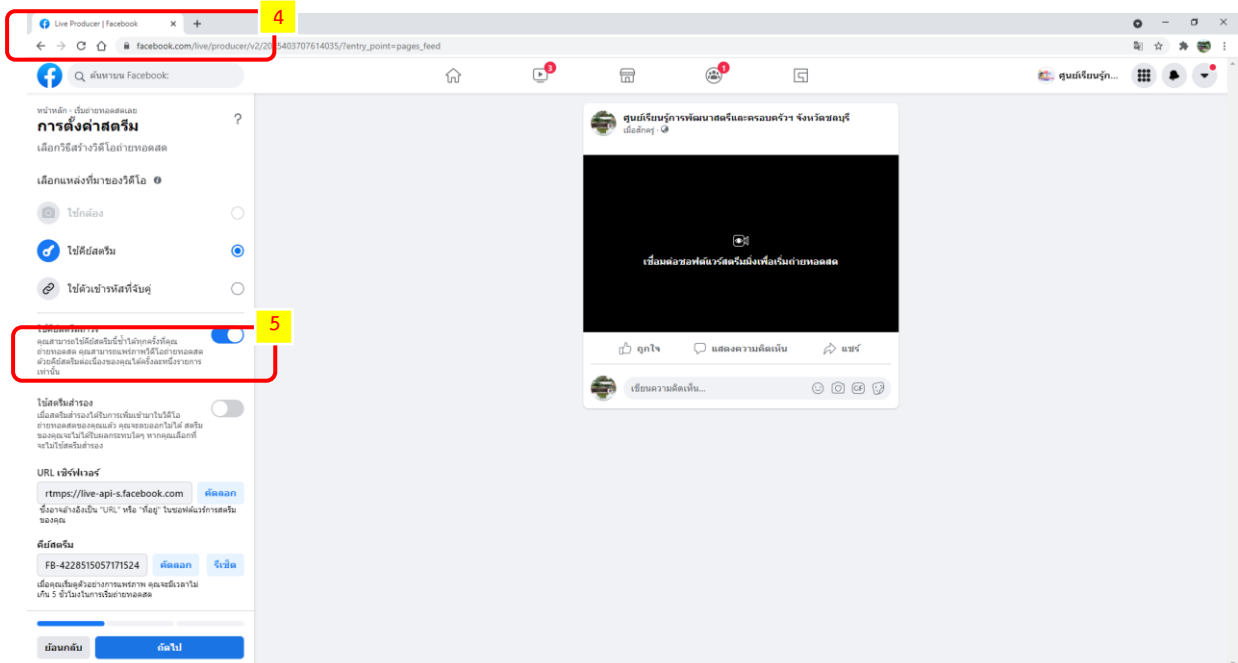 4
Live Producer | Facebook
facebook.com/live/producer/v2/20 5403707614035/?entry_point=pages_feed
ค้นหาบน Facebook:
3
1
ศูนย์เรียนรู้ก...
หน้าหลัก · เริ่มถ่ายทอดสดเลย
การตั้งค่าสตรีม
?
เลือกวิธีสร้างวิดีโอถ่ายทอดสด
เลือกแหล่งที่มาของวิดีโอ
ใช้กล้อง
ใช้คีย์สตรีม
ใช้ตัวเข้ารหัสที่จับคู่
5
ใช้คีย์สตรีมถาวร
คุณสามารถใช้คีย์สตรีมนี้ซ้ำได้ทุกครั้งที่คุณ
ถ่ายทอดสด คุณสามารถแพร่ภาพวิดีโอถ่ายทอดสด
ด้วยคีย์สตรีมต่อเนื่องของคุณได้ครั้งละหนึ่งรายการ
เท่านั้น
ใช้สตรีมสำรอง
เมื่อสตรีมสำรองได้รับการเพิ่มเข้ามาในวิดีโอ
ถ่ายทอดสดของคุณแล้ว คุณจะลบออกไม่ได้ สตรีม
ของคุณจะไม่ได้รับผลกระทบใดๆ หากคุณเลือกที่
จะไม่ใช้สตรีมสำรอง
URL เซิร์ฟเวอร์
rtmps://live-api-s.facebook.com
คัดลอก
ซึ่งอาจอ้างอิงเป็น "URL" หรือ "ที่อยู่" ในซอฟต์แวร์การสตรีม
ของคุณ
คีย์สตรีม
FB-4228515057171524
คัดลอก
รีเซ็ต
เมื่อคุณเริ่มดูตัวอย่างการแพร่ภาพ คุณจะมีเวลาไม่
เกิน 5 ชั่วโมงในการเริ่มถ่ายทอดสด
ย้อนกลับ
ถัดไป
ศูนย์เรียนรู้การพัฒนาสตรีและครอบครัวฯ จังหวัดชลบุรี
เมื่อสักครู่ ·
เชื่อมต่อซอฟต์แวร์สตรีมมิ่งเพื่อเริ่มถ่ายทอดสด
ถูกใจ
แสดงความคิดเห็น
แชร์
เขียนความคิดเห็น...
GIF